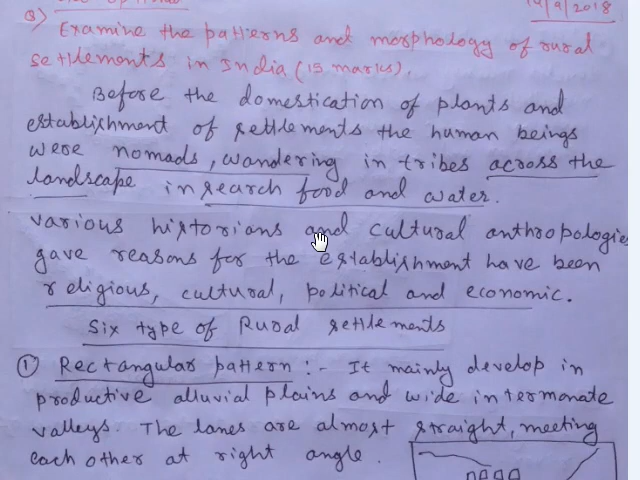 14/9/2018
Q) Examine the patterns and morphology of rural
settlements in India (15 marks).
Before the domestication of plants and
establishment of settlements the human beings
were nomads, wandering in tribes across the
landscape in search food and water.
various historians and cultural anthropologies
gave reasons for the establishment have been
religious, cultural, political and economic.
Six type of Rural settlements
① Rectangular pattern :- It mainly develop in
productive alluvial plains and wide intermonate
valleys. The lanes are almost straight, meeting
each other at right angle.